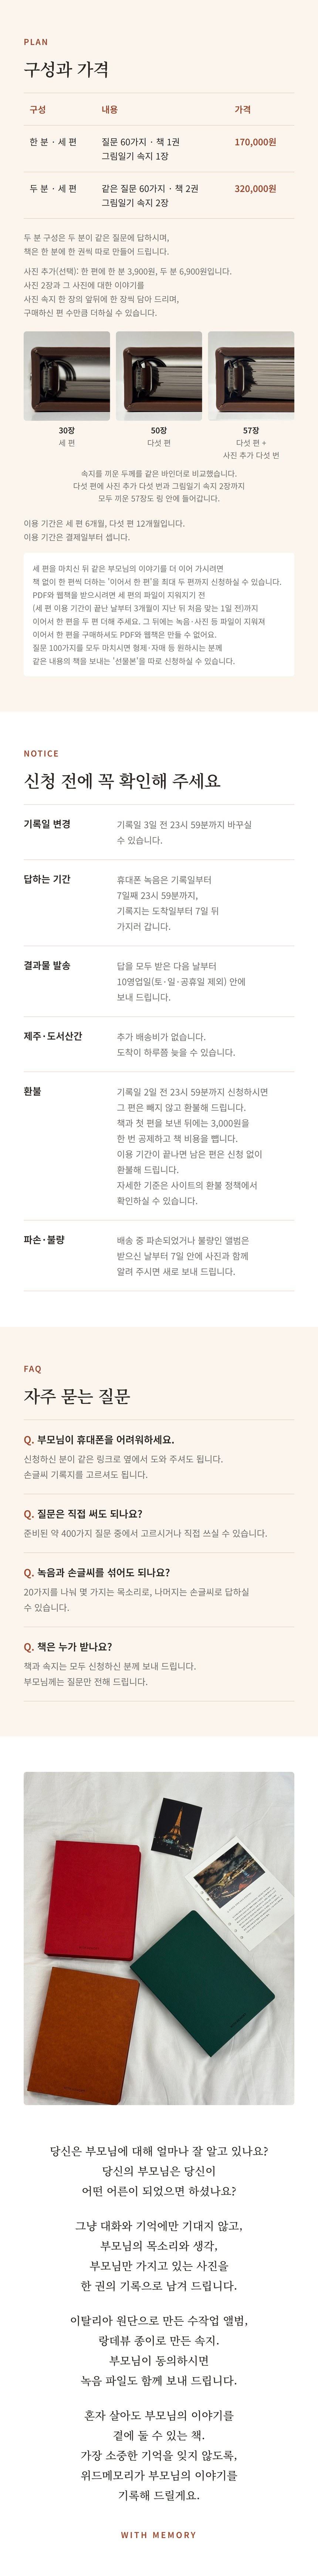 PLAN
구성과 가격
구성 내용 가격
한 분 · 세 편 질문 60가지 · 책 1권 170,000원
그림일기 속지 1장
두 분 · 세 편 같은 질문 60가지 · 책 2권 320,000원
그림일기 속지 2장
두 분 구성은 두 분이 같은 질문에 답하시며,
책은 한 분에 한 권씩 따로 만들어 드립니다.
사진 추가(선택): 한 편에 한 분 3,900원, 두 분 6,900원입니다.
사진 2장과 그 사진에 대한 이야기를
사진 속지 한 장의 앞뒤에 한 장씩 담아 드리며,
구매하신 편 수만큼 더하실 수 있습니다.
30장 50장 57장
세 편 다섯 편 다섯 편 +
사진 추가 다섯 번
속지를 끼운 두께를 같은 바인더로 비교했습니다.
다섯 편에 사진 추가 다섯 번과 그림일기 속지 2장까지
모두 끼운 57장도 링 안에 들어갑니다.
이용 기간은 세 편 6개월, 다섯 편 12개월입니다.
이용 기간은 결제일부터 셉니다.
세 편을 마치신 뒤 같은 부모님의 이야기를 더 이어 가시려면
책 없이 한 편씩 더하는 '이어서 한 편'을 최대 두 편까지 신청하실 수 있습니다.
PDF와 웹책을 받으시려면 세 편의 파일이 지워지기 전
(세 편 이용 기간이 끝난 날부터 3개월이 지난 뒤 처음 맞는 1일 전)까지
이어서 한 편을 두 편 더해 주세요. 그 뒤에는 녹음·사진 등 파일이 지워져
이어서 한 편을 구매하셔도 PDF와 웹책은 만들 수 없어요.
질문 100가지를 모두 마치시면 형제·자매 등 원하시는 분께
같은 내용의 책을 보내는 '선물본'을 따로 신청하실 수 있습니다.
NOTICE
신청 전에 꼭 확인해 주세요
기록일 변경 기록일 3일 전 23시 59분까지 바꾸실
수 있습니다.
답하는 기간 휴대폰 녹음은 기록일부터
7일째 23시 59분까지,
기록지는 도착일부터 7일 뒤
가지러 갑니다.
결과물 발송 답을 모두 받은 다음 날부터
10영업일(토·일·공휴일 제외) 안에
보내 드립니다.
제주·도서산간 추가 배송비가 없습니다.
도착이 하루쯤 늦을 수 있습니다.
환불 기록일 2일 전 23시 59분까지 신청하시면
그 편은 빼지 않고 환불해 드립니다.
책과 첫 편을 보낸 뒤에는 3,000원을
한 번 공제하고 책 비용을 뺍니다.
이용 기간이 끝나면 남은 편은 신청 없이
환불해 드립니다.
자세한 기준은 사이트의 환불 정책에서
확인하실 수 있습니다.
파손·불량 배송 중 파손되었거나 불량인 앨범은
받으신 날부터 7일 안에 사진과 함께
알려 주시면 새로 보내 드립니다.
FAQ
자주 묻는 질문
Q. 부모님이 휴대폰을 어려워하세요.
신청하신 분이 같은 링크로 옆에서 도와 주셔도 됩니다.
손글씨 기록지를 고르셔도 됩니다.
Q. 질문은 직접 써도 되나요?
준비된 약 400가지 질문 중에서 고르시거나 직접 쓰실 수 있습니다.
Q. 녹음과 손글씨를 섞어도 되나요?
20가지를 나눠 몇 가지는 목소리로, 나머지는 손글씨로 답하실
수 있습니다.
Q. 책은 누가 받나요?
책과 속지는 모두 신청하신 분께 보내 드립니다.
부모님께는 질문만 전해 드립니다.
당신은 부모님에 대해 얼마나 잘 알고 있나요?
당신의 부모님은 당신이
어떤 어른이 되었으면 하셨나요?
그냥 대화와 기억에만 기대지 않고,
부모님의 목소리와 생각,
부모님만 가지고 있는 사진을
한 권의 기록으로 남겨 드립니다.
이탈리아 원단으로 만든 수작업 앨범,
랑데뷰 종이로 만든 속지.
부모님이 동의하시면
녹음 파일도 함께 보내 드립니다.
혼자 살아도 부모님의 이야기를
곁에 둘 수 있는 책.
가장 소중한 기억을 잊지 않도록,
위드메모리가 부모님의 이야기를
기록해 드릴게요.
WITH MEMORY